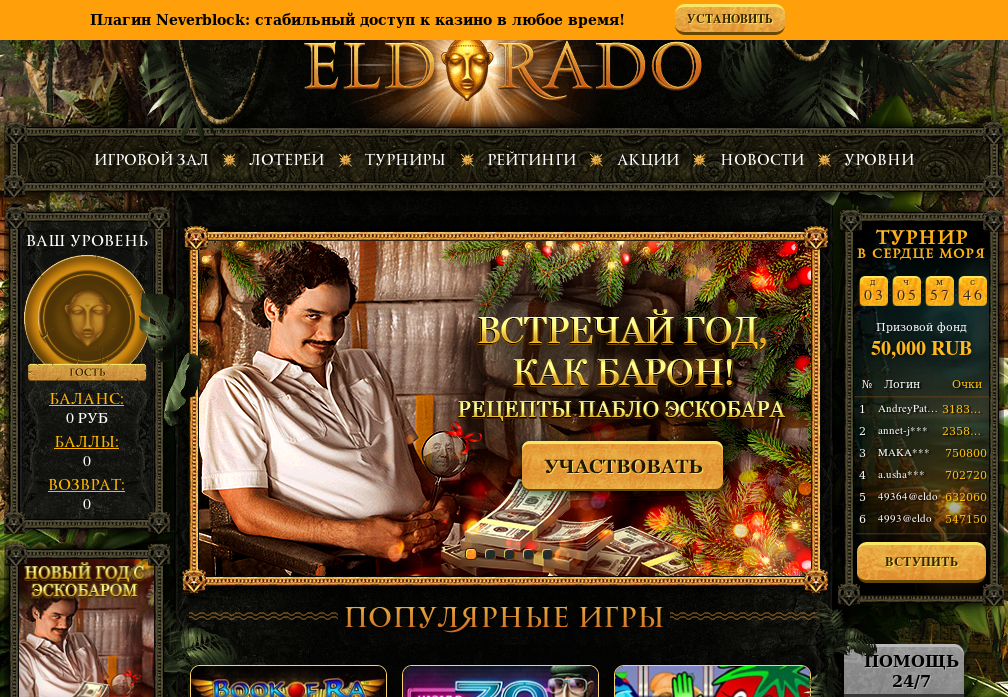 Плагин Neverblock: стабильный доступ к казино в любое время!
УСТАНОВИТЬ
ELDORADO
ИГРОВОЙ ЗАЛ
ЛОТЕРЕИ
ТУРНИРЫ
РЕЙТИНГИ
АКЦИИ
НОВОСТИ
УРОВНИ
ВАШ УРОВЕНЬ
ГОСТЬ
БАЛАНС:
0 РУБ
БАЛЛЫ:
0
ВОЗВРАТ:
0
НОВЫЙ ГОД С
ЭСКОБАРОМ
ВСТРЕЧАЙ ГОД,
КАК БАРОН!
РЕЦЕПТЫ ПАБЛО ЭСКОБАРА
УЧАСТВОВАТЬ
ПОПУЛЯРНЫЕ ИГРЫ
BOOK OF RA
ТУРНИР
В СЕРДЦЕ МОРЯ
Д Ч М С
03 05 57 46
Призовой фонд
50,000 RUB
№ Логин Очки
1 AndreyPat... 3183...
2 annet-j*** 2358...
3 MAKA*** 750800
4 a.usha*** 702720
5 49364@eldo 632060
6 4993@eldo 547150
ВСТУПИТЬ
ПОМОЩЬ
24/7